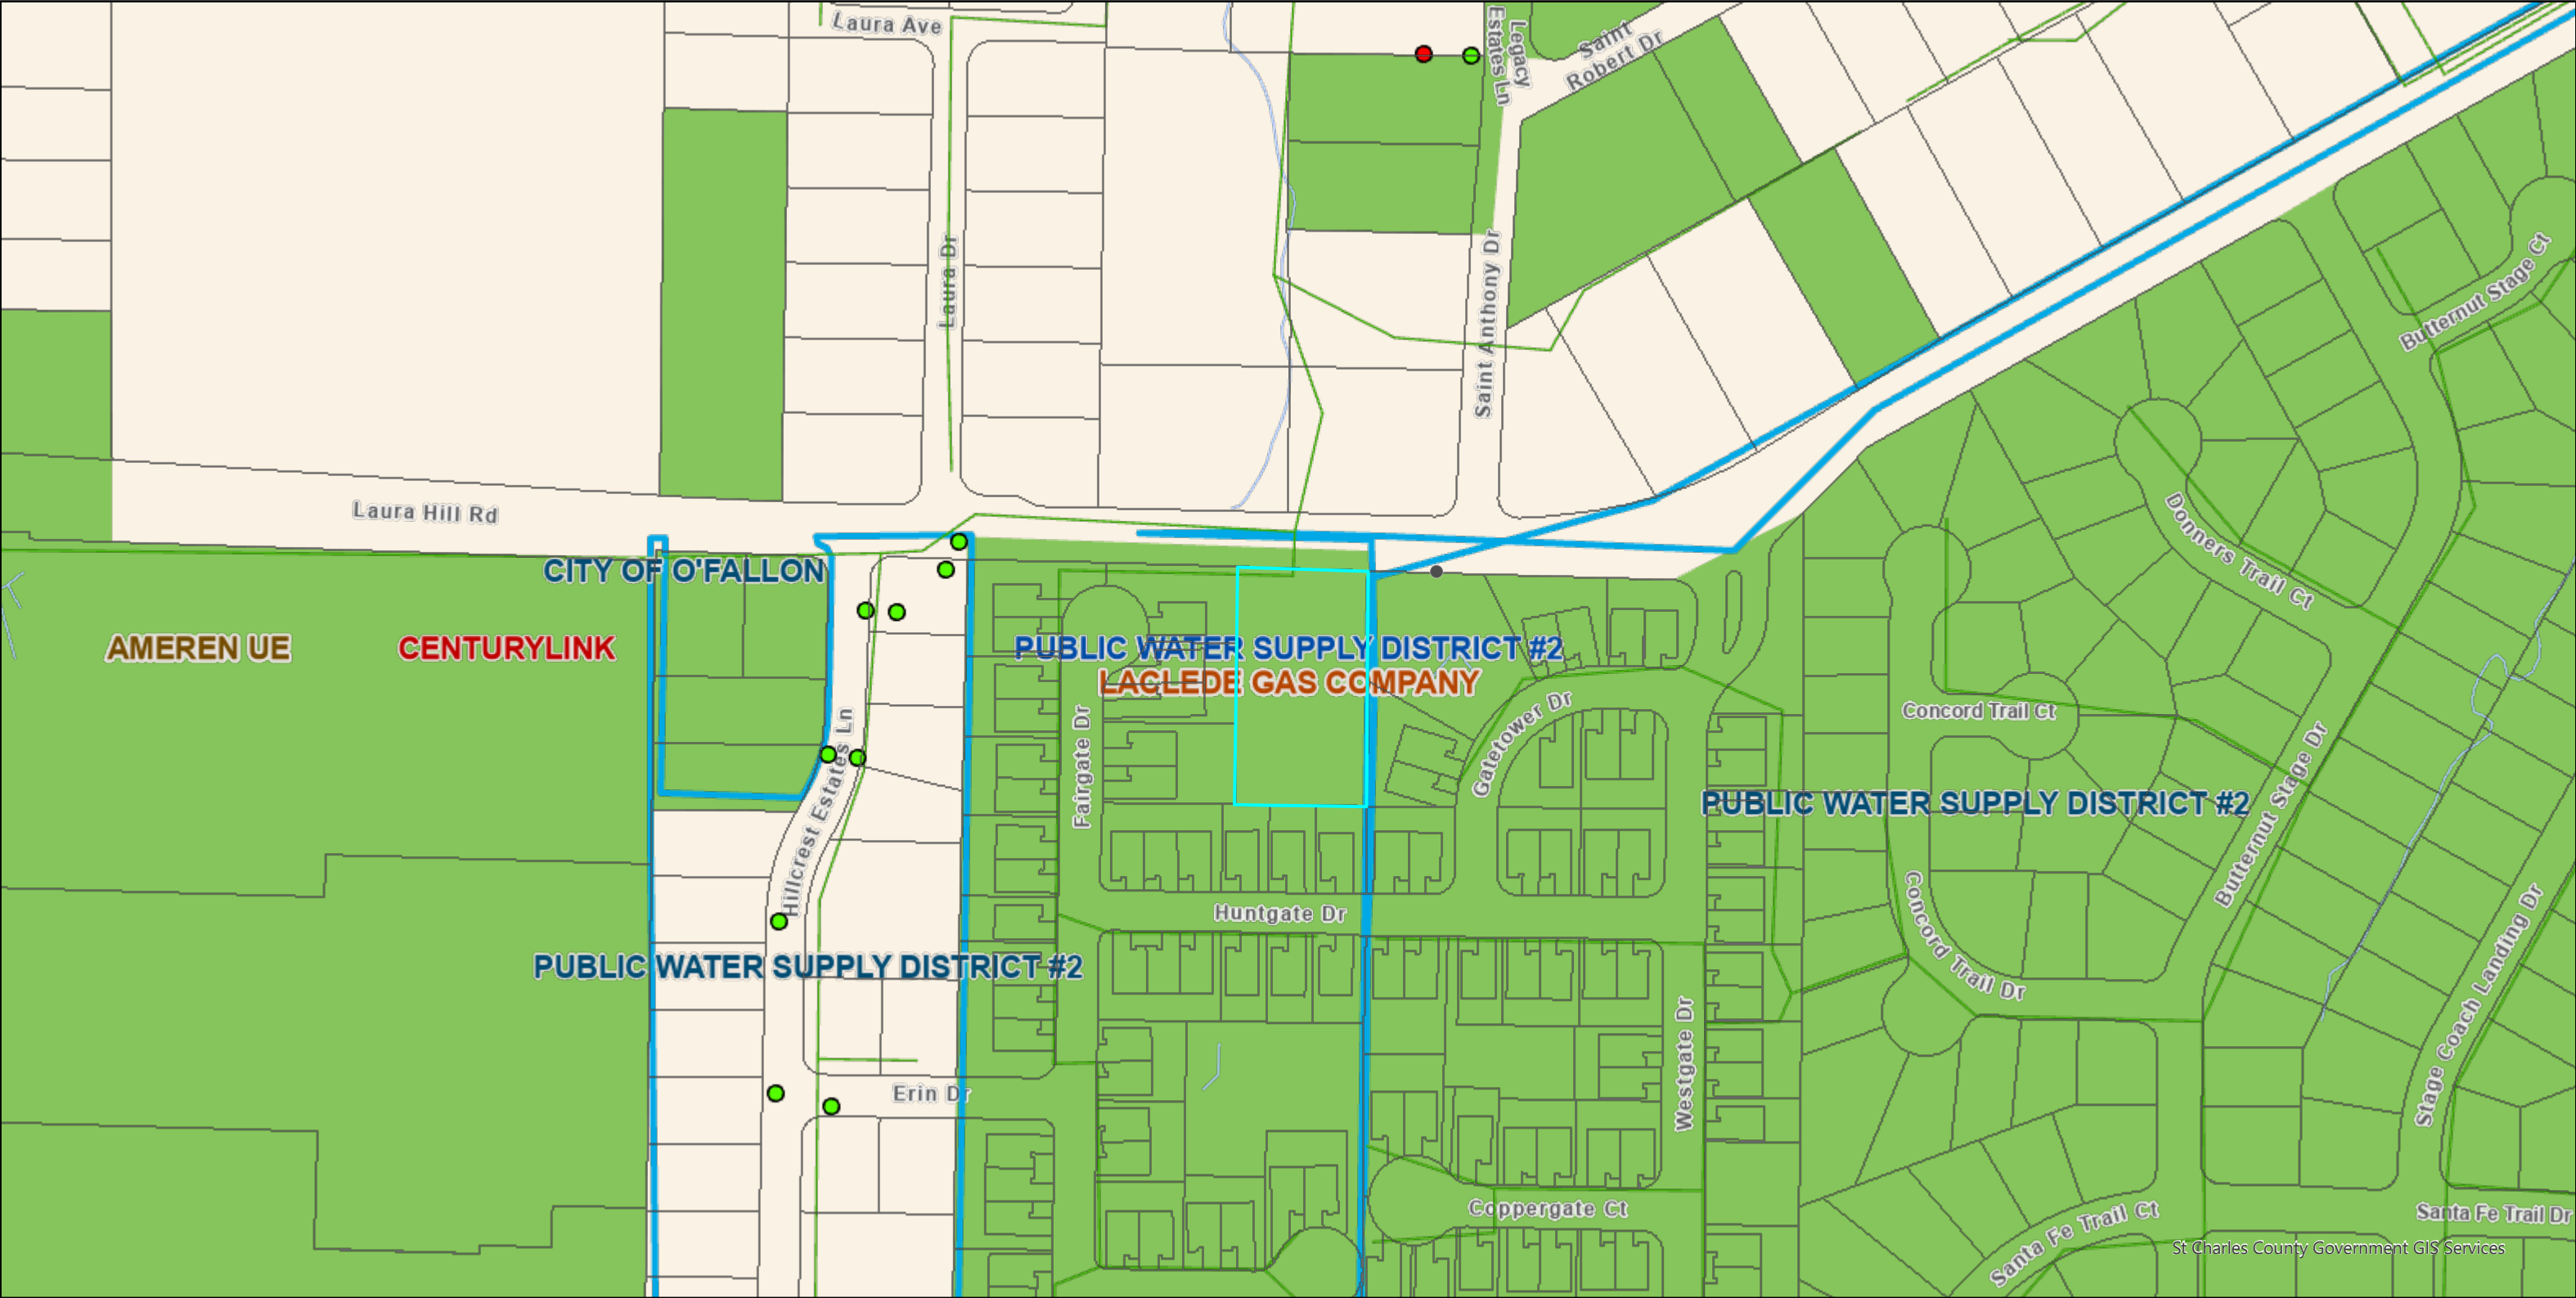 Laura Ave
Legacy
Estates Ln
Saint
Robert Dr
Laura Dr
Saint Anthony Dr
Butternut Stage Ct
Laura Hill Rd
Donners Trail Ct
CITY OF O'FALLON
AMEREN UE
CENTURYLINK
PUBLIC WATER SUPPLY DISTRICT #2
LACLEDE GAS COMPANY
Gatetower Dr
Concord Trail Ct
Fairgate Dr
Hillcrest Estates Ln
PUBLIC WATER SUPPLY DISTRICT #2
Butternut Stage Dr
Huntgate Dr
Concord Trail Dr
PUBLIC WATER SUPPLY DISTRICT #2
Stage Coach Landing Dr
Westgate Dr
Erin Dr
Coppergate Ct
Santa Fe Trail Ct
Santa Fe Trail Dr
St Charles County Government GIS Services